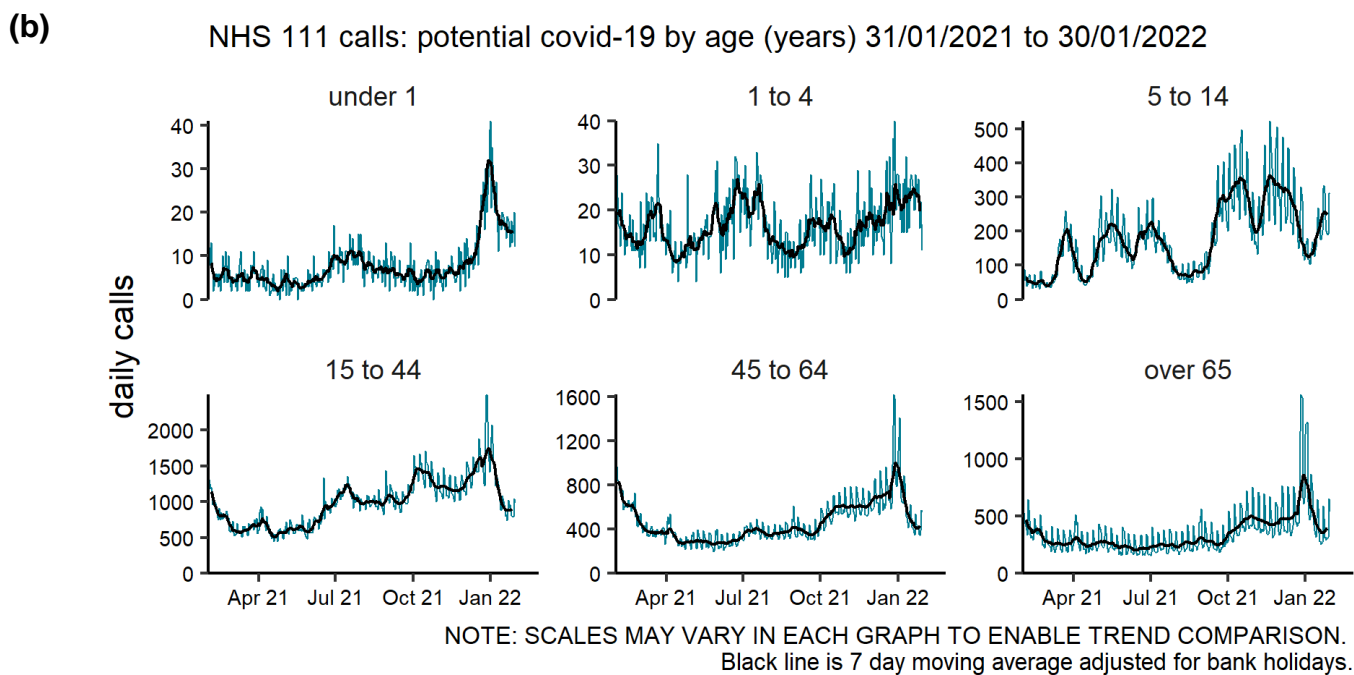 (b)
NHS 111 calls: potential covid-19 by age (years) 31/01/2021 to 30/01/2022
daily calls
under 1
40
30
20
10
0
1 to 4
40
30
20
10
0
5 to 14
500
400
300
200
100
0
15 to 44
2000
1500
1000
500
0
Apr 21 Jul 21 Oct 21 Jan 22
45 to 64
1600
1200
800
400
0
Apr 21 Jul 21 Oct 21 Jan 22
over 65
1500
1000
500
0
Apr 21 Jul 21 Oct 21 Jan 22
NOTE: SCALES MAY VARY IN EACH GRAPH TO ENABLE TREND COMPARISON.
Black line is 7 day moving average adjusted for bank holidays.